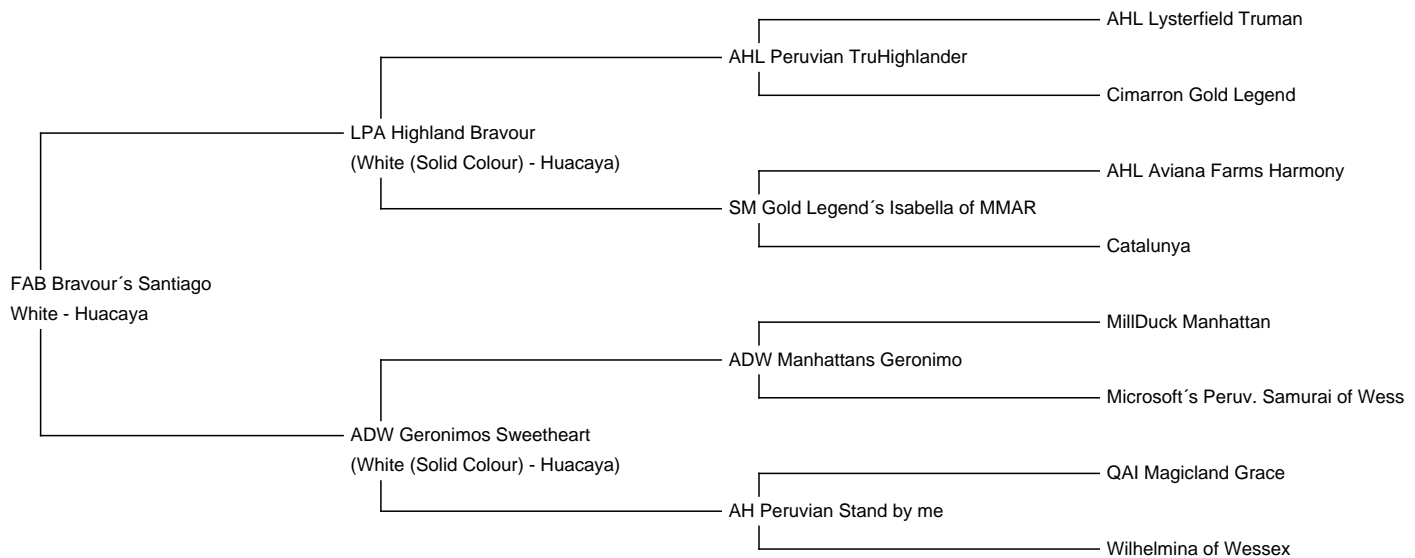 AHL Lysterfield Truman
AHL Peruvian TruHighlander
Cimarron Gold Legend
LPA Highland Bravour
(White (Solid Colour) - Huacaya)
AHL Aviana Farms Harmony
SM Gold Legend´s Isabella of MMAR
Catalunya
FAB Bravour´s Santiago
White - Huacaya
MillDuck Manhattan
ADW Manhattans Geronimo
Microsoft´s Peruv. Samurai of Wess
ADW Geronimos Sweetheart
(White (Solid Colour) - Huacaya)
QAI Magicland Grace
AH Peruvian Stand by me
Wilhelmina of Wessex